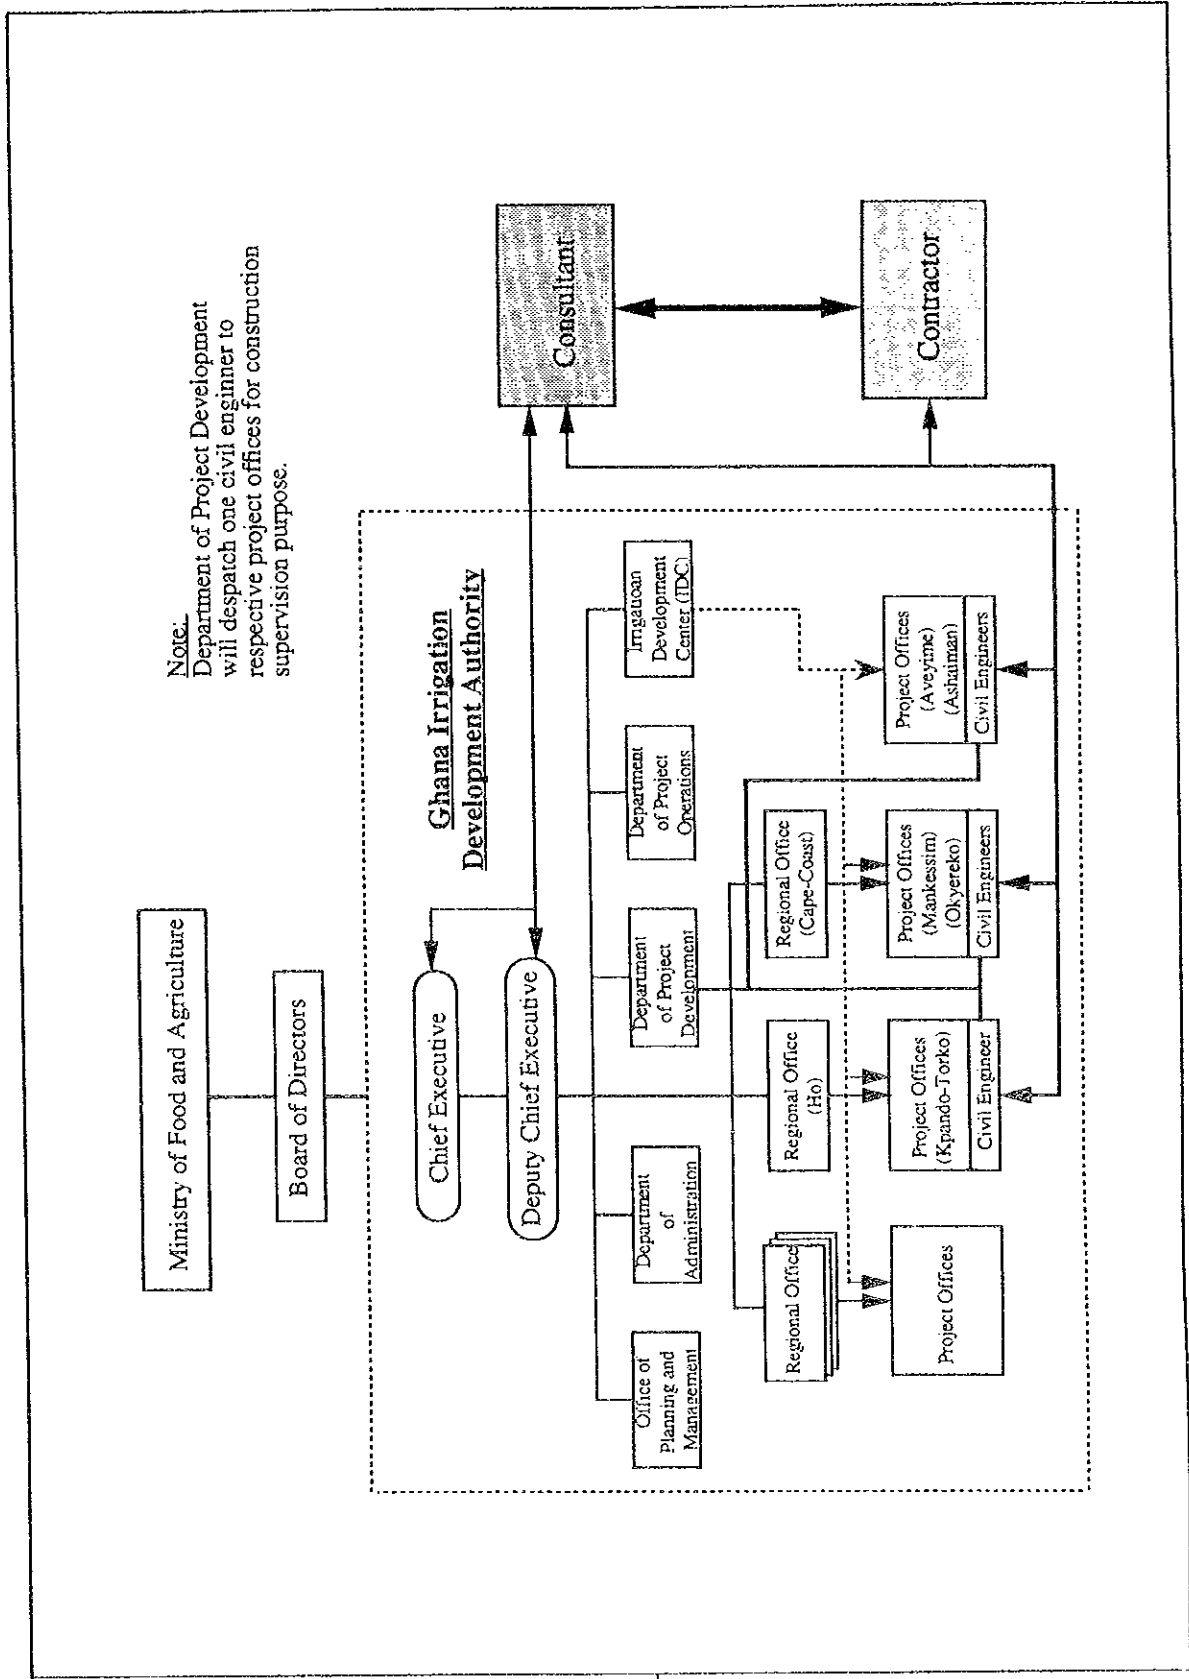 Ministry of Food and Agriculture
Board of Directors
Note:
Department of Project Development
will despatch one civil enginner to
respective project offices for construction
supervision purpose.
Ghana Irrigation
Development Authority
Chief Executive
Deputy Chief Executive
Consultant
Contractor
Office of
Planning and
Management
Department
of
Administration
Department
of Project
Development
Department
of Project
Operations
Irrigatioan
Development
Center (IDC)
Regional Office
Regional Office
(Ho)
Regional Office
(Cape-Coast)
Project Offices
Project Offices
(Kpando-Torko)
Civil Engineer
Project Offices
(Mankessim)
(Okyereko)
Civil Engineers
Project Offices
(Aveyime)
(Ashaiman)
Civil Engineers